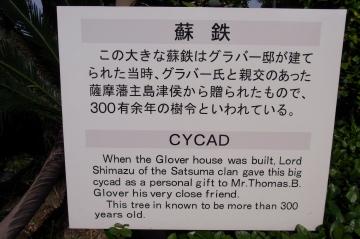 蘇鉄
この大きな蘇鉄はグラバー邸が建て
られた当時、グラバー氏と親交のあった
薩摩藩主島津侯から贈られたもので、
300有余年の樹令といわれている。
CYCAD
When the Glover house was built, Lord
Shimazu of the Satsuma clan gave this big
cycad as a personal gift to Mr.Thomas.B.
Glover his very close friend.
This tree in known to be more than 300
years old.